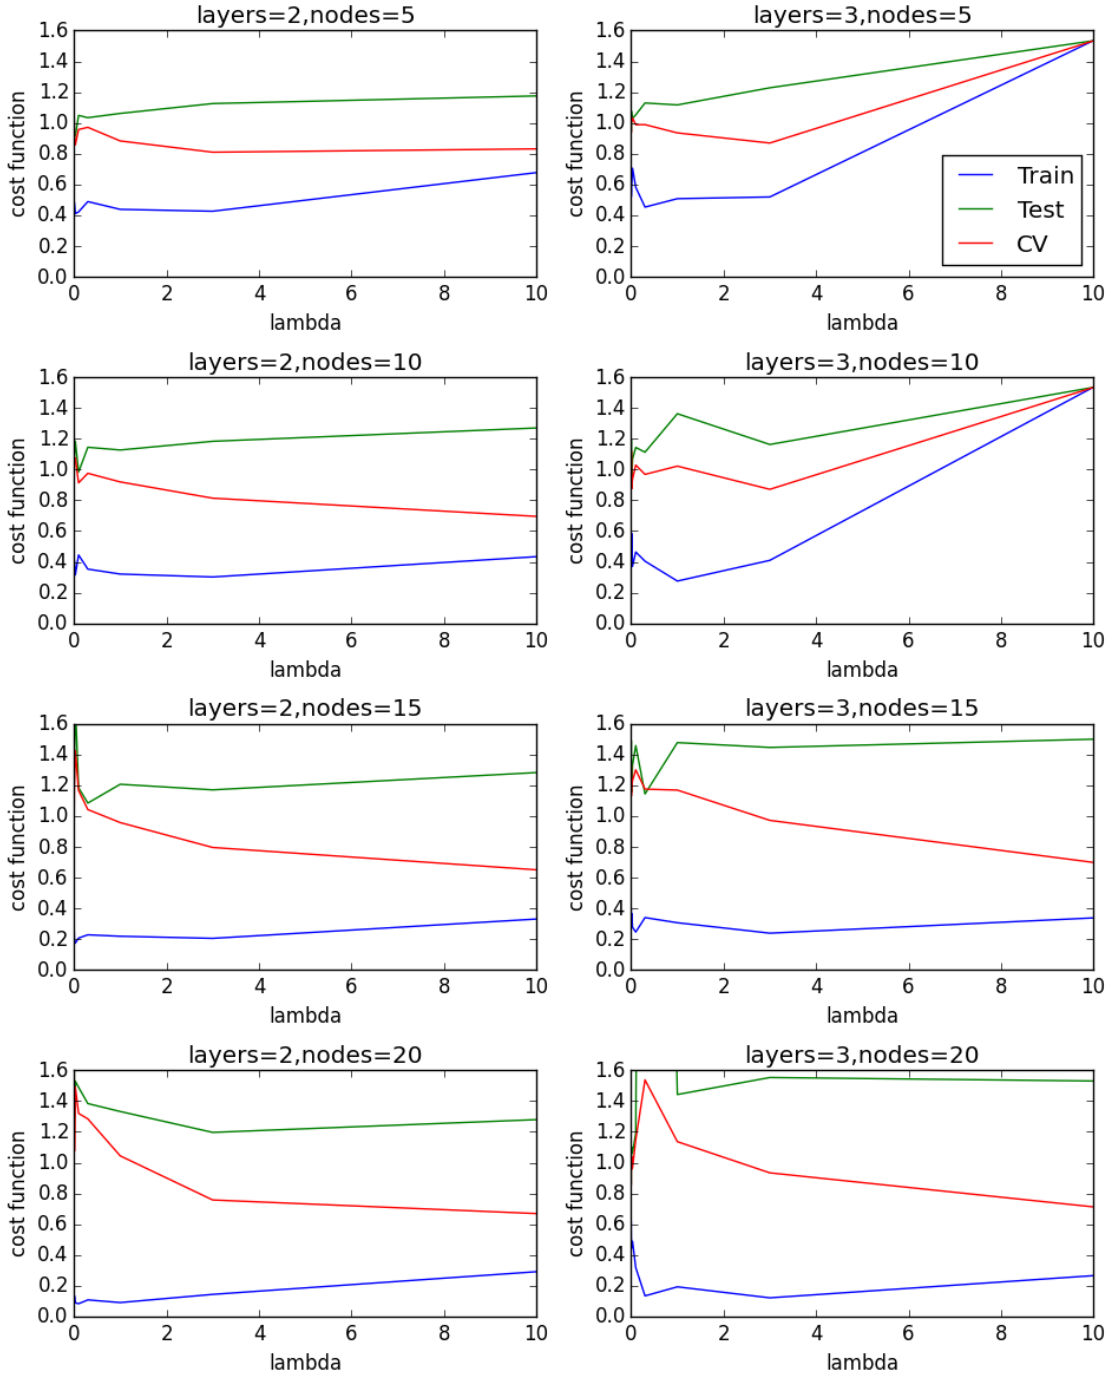 layers=2,nodes=5
1.6
1.4
1.2
1.0
0.8
0.6
0.4
0.2
0.0
cost function
0 2 4 6 8 10
lambda
layers=3,nodes=5
1.6
1.4
1.2
1.0
0.8
0.6
0.4
0.2
0.0
cost function
Train
Test
CV
0 2 4 6 8 10
lambda
layers=2,nodes=10
1.6
1.4
1.2
1.0
0.8
0.6
0.4
0.2
0.0
cost function
0 2 4 6 8 10
lambda
layers=3,nodes=10
1.6
1.4
1.2
1.0
0.8
0.6
0.4
0.2
0.0
cost function
0 2 4 6 8 10
lambda
layers=2,nodes=15
1.6
1.4
1.2
1.0
0.8
0.6
0.4
0.2
0.0
cost function
0 2 4 6 8 10
lambda
layers=3,nodes=15
1.6
1.4
1.2
1.0
0.8
0.6
0.4
0.2
0.0
cost function
0 2 4 6 8 10
lambda
layers=2,nodes=20
1.6
1.4
1.2
1.0
0.8
0.6
0.4
0.2
0.0
cost function
0 2 4 6 8 10
lambda
layers=3,nodes=20
1.6
1.4
1.2
1.0
0.8
0.6
0.4
0.2
0.0
cost function
0 2 4 6 8 10
lambda